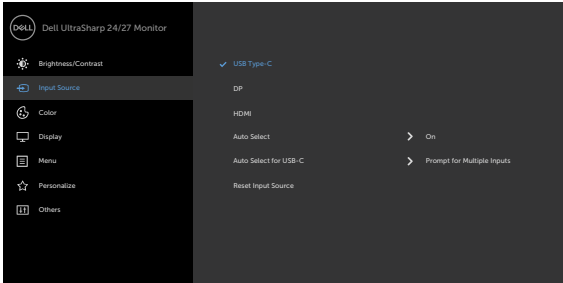 DELL
Dell UltraSharp 24/27 Monitor
Brightness/Contrast
USB Type-C
Input Source
DP
Color
HDMI
Display
Auto Select
On
Menu
Auto Select for USB-C
Prompt for Multiple Inputs
Personalize
Reset Input Source
Others